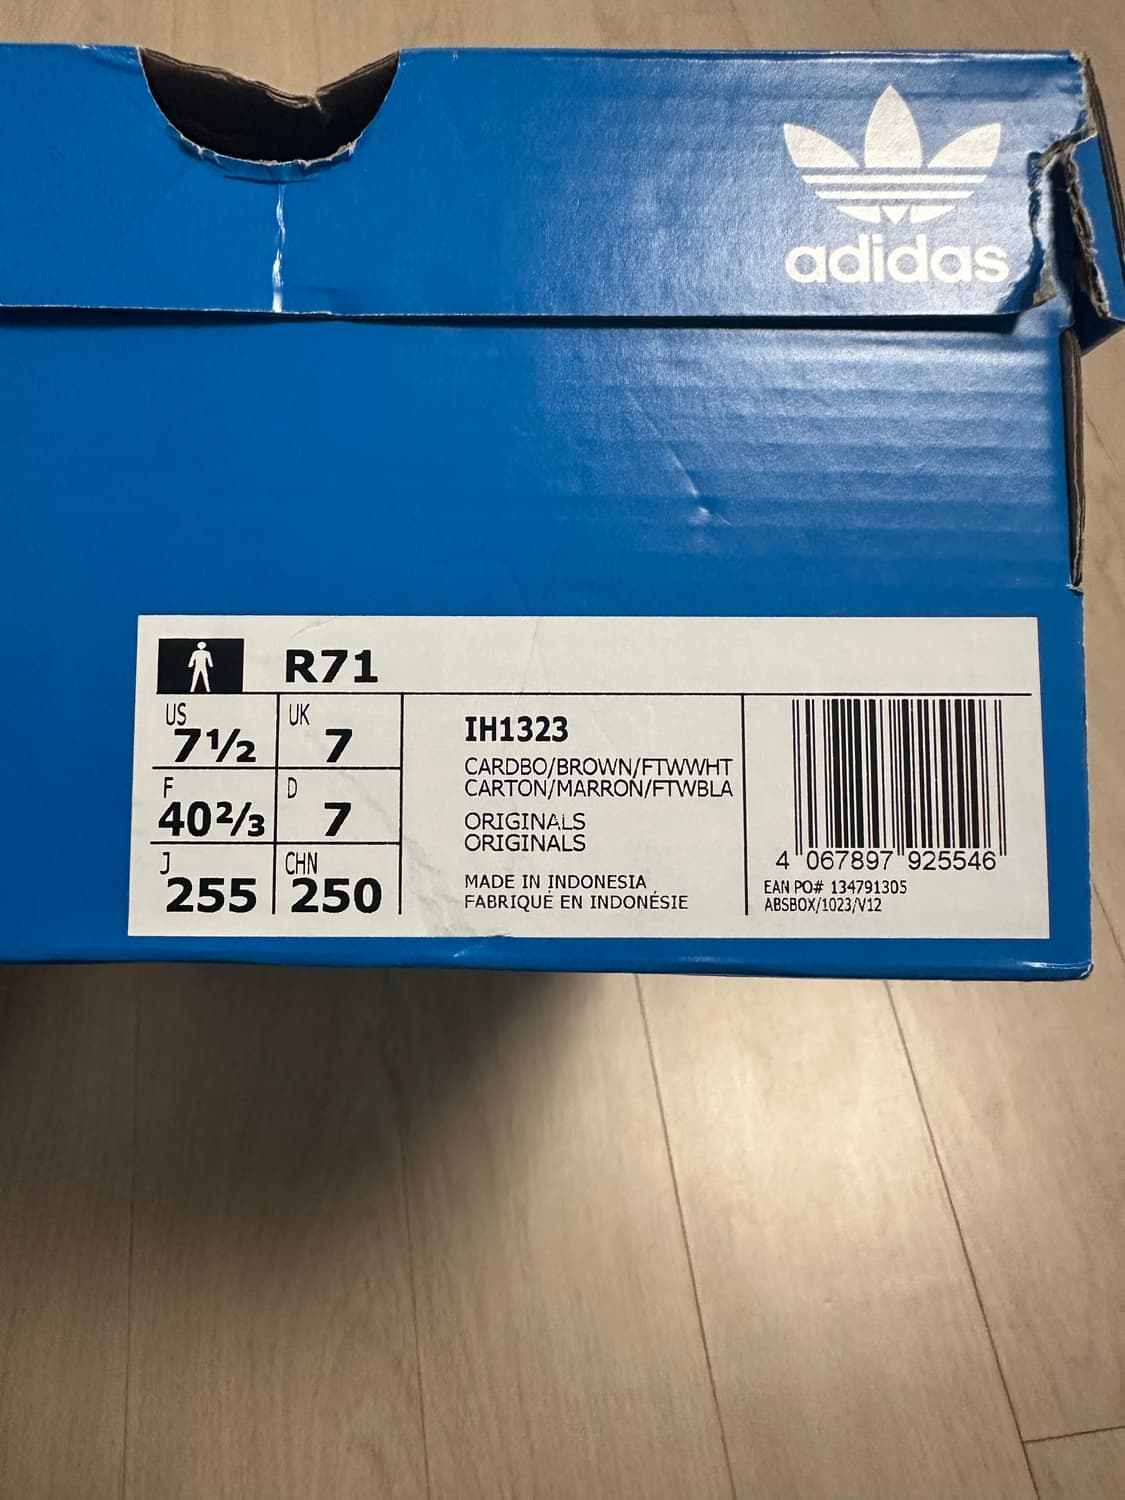 adidas
R71
US
7½
UK
7
F
40⅔
D
7
J
255
CHN
250
IH1323
CARDBO/BROWN/FTWWHT
CARTON/MARRON/FTWBLA
ORIGINALS
ORIGINALS
MADE IN INDONESIA
FABRIQUÉ EN INDONÉSIE
4 067897 925546
EAN PO# 134791305
ABSBOX/1023/V12